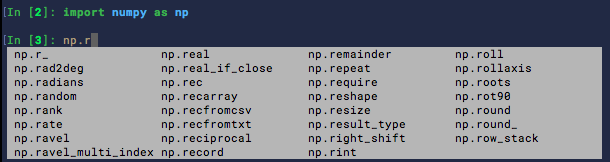 [In [2]: import numpy as np
[In [3]: np.r
np.r_ np.real np.remainder np.roll
np.rad2deg np.real_if_close np.repeat np.rollaxis
np.radians np.rec np.require np.roots
np.random np.recarray np.reshape np.rot90
np.rank np.recfromcsv np.resize np.round
np.rate np.recfromtxt np.result_type np.round_
np.ravel np.reciprocal np.right_shift np.row_stack
np.ravel_multi_index np.record np.rint